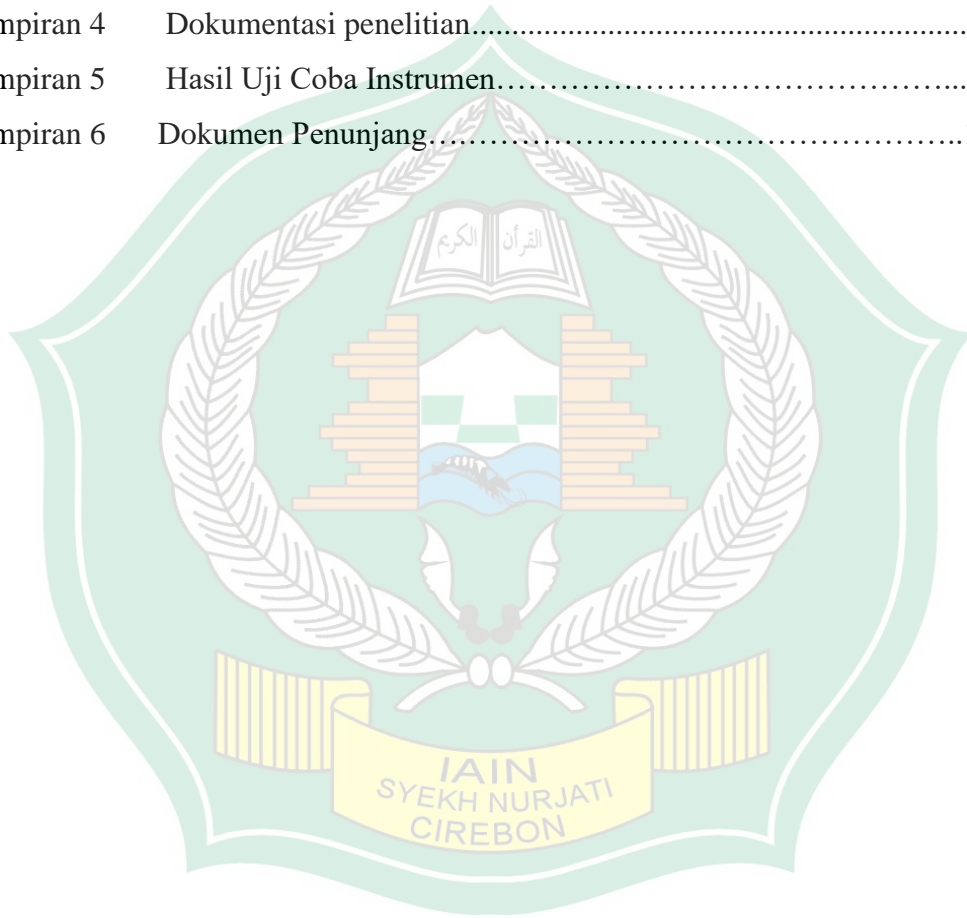 mpiran 4 Dokumentasi penelitian...............................................................
mpiran 5 Hasil Uji Coba Instrumen……………………………………………...
mpiran 6 Dokumen Penunjang….…………………………………………………..
القرآن الكريم
IAIN
SYEKH NURJATI
CIREBON